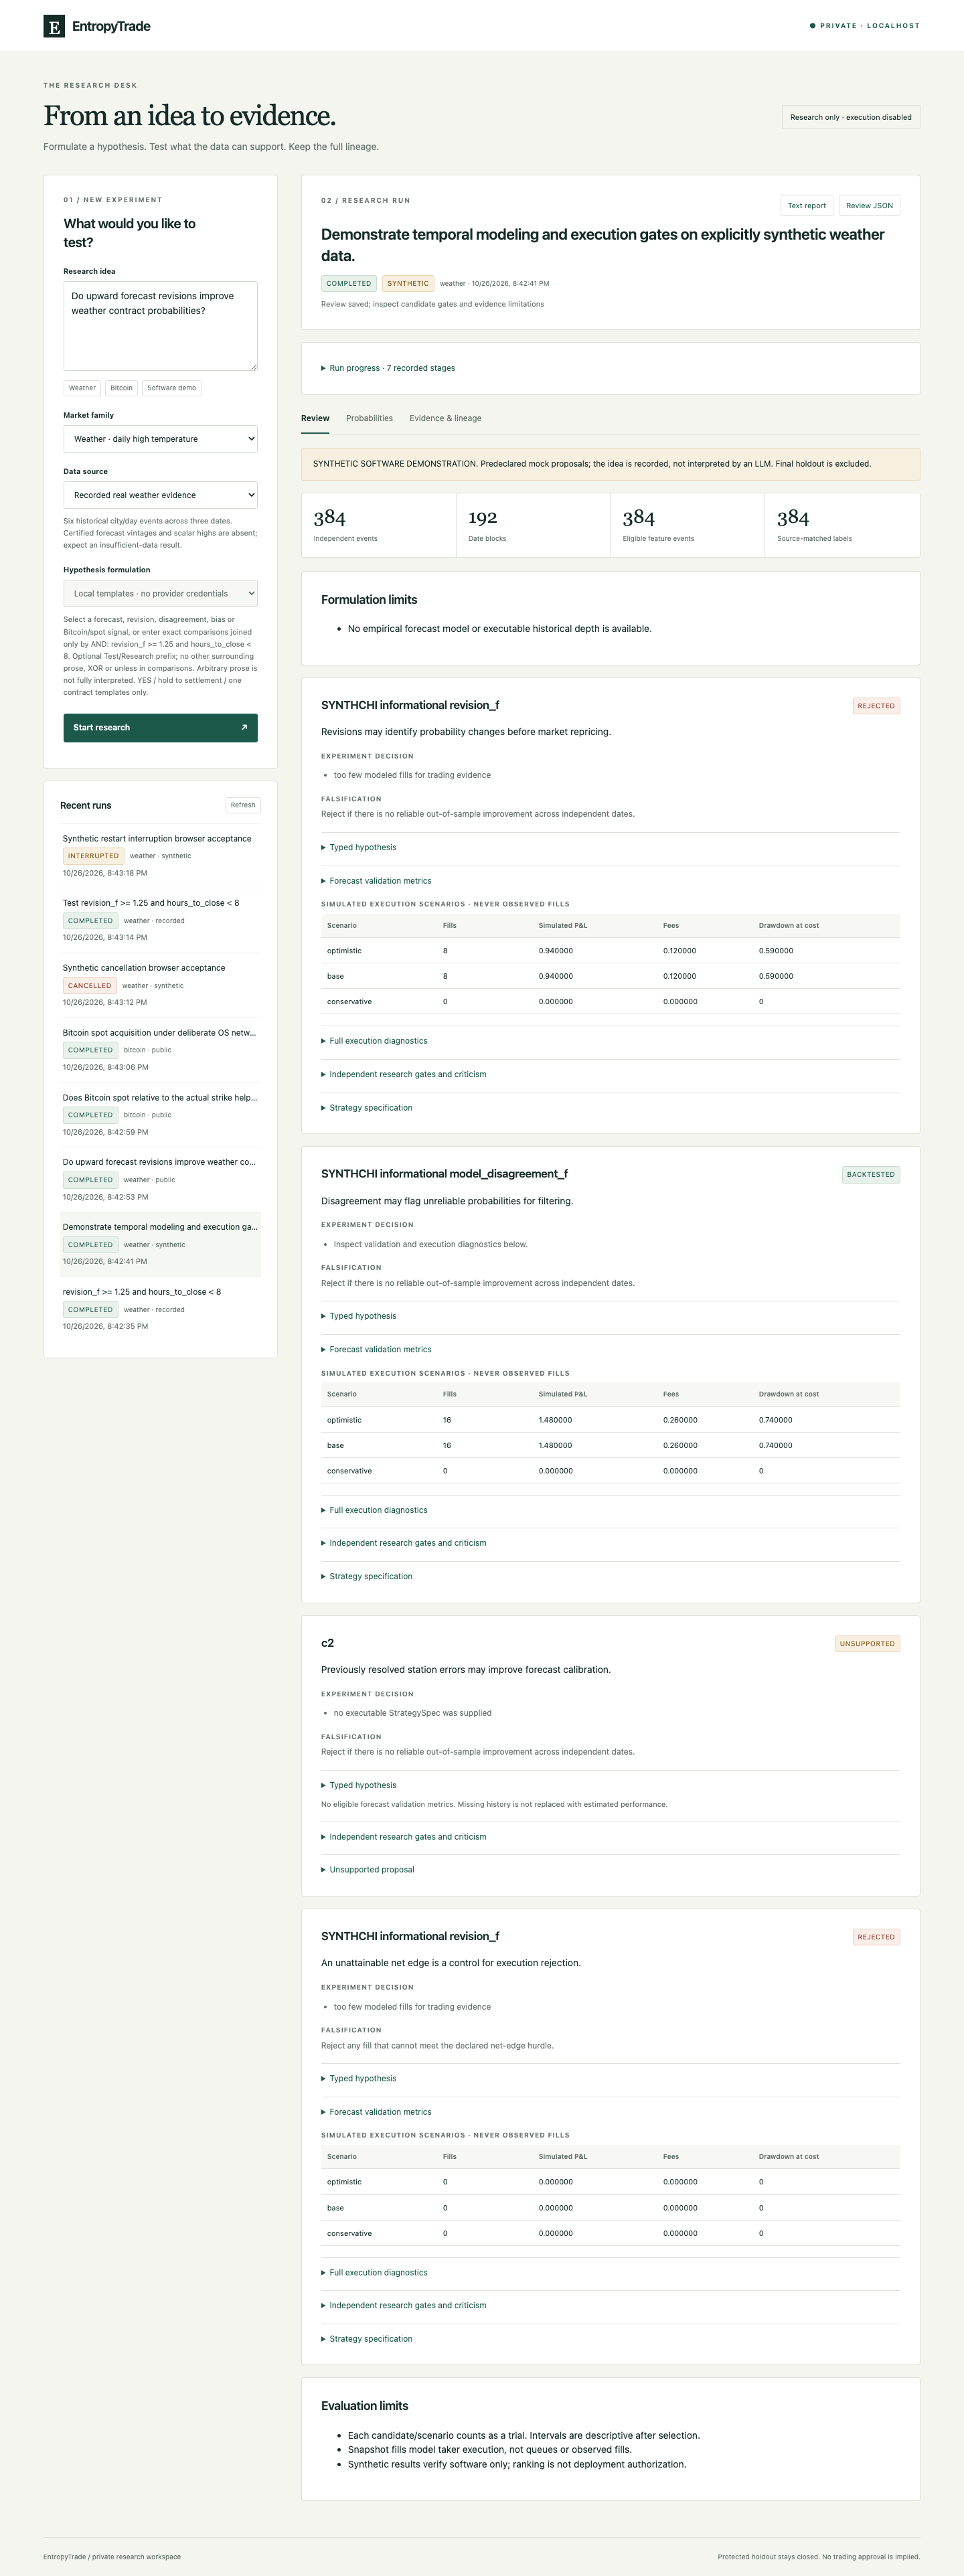 E EntropyTrade
PRIVATE · LOCALHOST
THE RESEARCH DESK
From an idea to evidence.
Research only · execution disabled
Formulate a hypothesis. Test what the data can support. Keep the full lineage.
01 / NEW EXPERIMENT
What would you like to
test?
Research idea
Do upward forecast revisions improve
weather contract probabilities?
Weather Bitcoin Software demo
Market family
Weather · daily high temperature
Data source
Recorded real weather evidence
Six historical city/day events across three dates.
Certified forecast vintages and scalar highs are absent;
expect an insufficient-data result.
Hypothesis formulation
Local templates · no provider credentials
Select a forecast, revision, disagreement, bias or
Bitcoin/spot signal, or enter exact comparisons joined
only by AND: revision_f >= 1.25 and hours_to_close <
8. Optional Test/Research prefix; no other surrounding
prose, XOR or unless in comparisons. Arbitrary prose is
not fully interpreted. YES / hold to settlement / one
contract templates only.
Start research ↗
Recent runs
Refresh
Synthetic restart interruption browser acceptance
INTERRUPTED weather · synthetic
10/26/2026, 8:43:18 PM
Test revision_f >= 1.25 and hours_to_close < 8
COMPLETED weather · recorded
10/26/2026, 8:43:14 PM
Synthetic cancellation browser acceptance
CANCELLED weather · synthetic
10/26/2026, 8:43:12 PM
Bitcoin spot acquisition under deliberate OS netw...
COMPLETED bitcoin · public
10/26/2026, 8:43:06 PM
Does Bitcoin spot relative to the actual strike help...
COMPLETED bitcoin · public
10/26/2026, 8:42:59 PM
Do upward forecast revisions improve weather co...
COMPLETED weather · public
10/26/2026, 8:42:53 PM
Demonstrate temporal modeling and execution ga...
COMPLETED weather · synthetic
10/26/2026, 8:42:41 PM
revision_f >= 1.25 and hours_to_close < 8
COMPLETED weather · recorded
10/26/2026, 8:42:35 PM
02 / RESEARCH RUN
Text report Review JSON
Demonstrate temporal modeling and execution gates on explicitly synthetic weather
data.
COMPLETED SYNTHETIC weather · 10/26/2026, 8:42:41 PM
Review saved; inspect candidate gates and evidence limitations
▶ Run progress · 7 recorded stages
Review Probabilities Evidence & lineage
SYNTHETIC SOFTWARE DEMONSTRATION. Predeclared mock proposals; the idea is recorded, not interpreted by an LLM. Final holdout is excluded.
384 192 384 384
Independent events Date blocks Eligible feature events Source-matched labels
Formulation limits
• No empirical forecast model or executable historical depth is available.
SYNTHCHI informational revision_f
REJECTED
Revisions may identify probability changes before market repricing.
EXPERIMENT DECISION
• too few modeled fills for trading evidence
FALSIFICATION
Reject if there is no reliable out-of-sample improvement across independent dates.
▶ Typed hypothesis
▶ Forecast validation metrics
SIMULATED EXECUTION SCENARIOS · NEVER OBSERVED FILLS
Scenario Fills Simulated P&L Fees Drawdown at cost
optimistic 8 0.940000 0.120000 0.590000
base 8 0.940000 0.120000 0.590000
conservative 0 0.000000 0.000000 0
▶ Full execution diagnostics
▶ Independent research gates and criticism
▶ Strategy specification
SYNTHCHI informational model_disagreement_f
BACKTESTED
Disagreement may flag unreliable probabilities for filtering.
EXPERIMENT DECISION
• Inspect validation and execution diagnostics below.
FALSIFICATION
Reject if there is no reliable out-of-sample improvement across independent dates.
▶ Typed hypothesis
▶ Forecast validation metrics
SIMULATED EXECUTION SCENARIOS · NEVER OBSERVED FILLS
Scenario Fills Simulated P&L Fees Drawdown at cost
optimistic 16 1.480000 0.260000 0.740000
base 16 1.480000 0.260000 0.740000
conservative 0 0.000000 0.000000 0
▶ Full execution diagnostics
▶ Independent research gates and criticism
▶ Strategy specification
c2
UNSUPPORTED
Previously resolved station errors may improve forecast calibration.
EXPERIMENT DECISION
• no executable StrategySpec was supplied
FALSIFICATION
Reject if there is no reliable out-of-sample improvement across independent dates.
▶ Typed hypothesis
No eligible forecast validation metrics. Missing history is not replaced with estimated performance.
▶ Independent research gates and criticism
▶ Unsupported proposal
SYNTHCHI informational revision_f
REJECTED
An unattainable net edge is a control for execution rejection.
EXPERIMENT DECISION
• too few modeled fills for trading evidence
FALSIFICATION
Reject any fill that cannot meet the declared net-edge hurdle.
▶ Typed hypothesis
▶ Forecast validation metrics
SIMULATED EXECUTION SCENARIOS · NEVER OBSERVED FILLS
Scenario Fills Simulated P&L Fees Drawdown at cost
optimistic 0 0.000000 0.000000 0
base 0 0.000000 0.000000 0
conservative 0 0.000000 0.000000 0
▶ Full execution diagnostics
▶ Independent research gates and criticism
▶ Strategy specification
Evaluation limits
• Each candidate/scenario counts as a trial. Intervals are descriptive after selection.
• Snapshot fills model taker execution, not queues or observed fills.
• Synthetic results verify software only; ranking is not deployment authorization.
EntropyTrade / private research workspace
Protected holdout stays closed. No trading approval is implied.